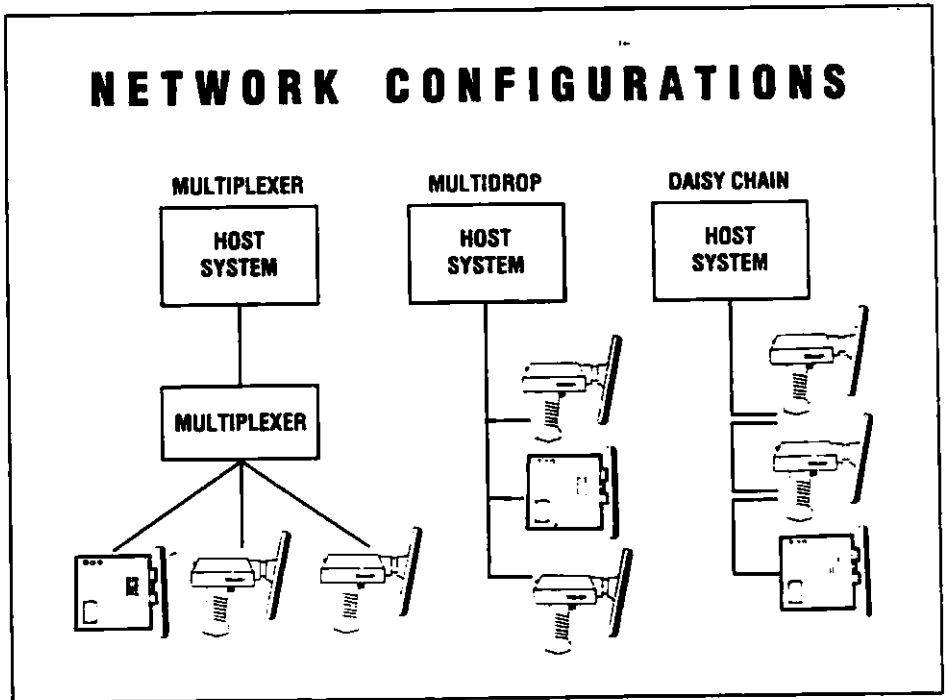 NETWORK CONFIGURATIONS
MULTIPLEXER
HOST
SYSTEM
MULTIPLEXER
MULTIDROP
HOST
SYSTEM
DAISY CHAIN
HOST
SYSTEM